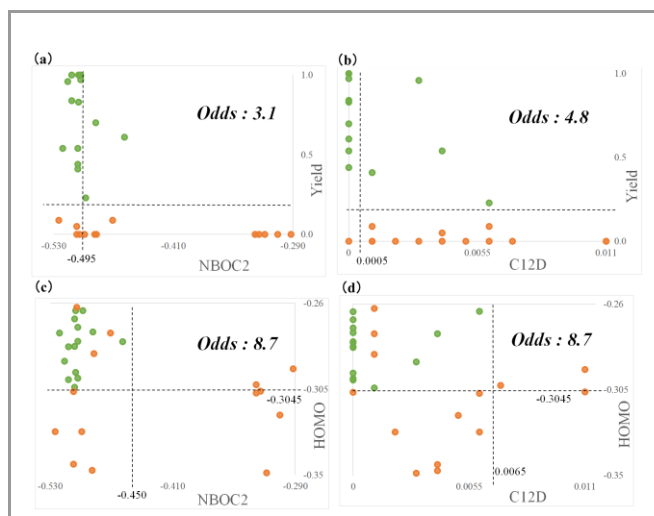 (a)
1.0
Odds : 3.1
0.5
Yield
0.0
-0.530
-0.495
-0.410
-0.290
NBOC2
(b)
1.0
Odds : 4.8
0.5
Yield
0.0
0
0.0005
0.0055
0.011
C12D
(c)
-0.26
Odds : 8.7
-0.305
-0.3045
HOMO
-0.35
-0.530
-0.450
-0.410
-0.290
NBOC2
(d)
-0.26
Odds : 8.7
-0.305
-0.3045
HOMO
-0.35
0
0.0055
0.0065
0.011
C12D